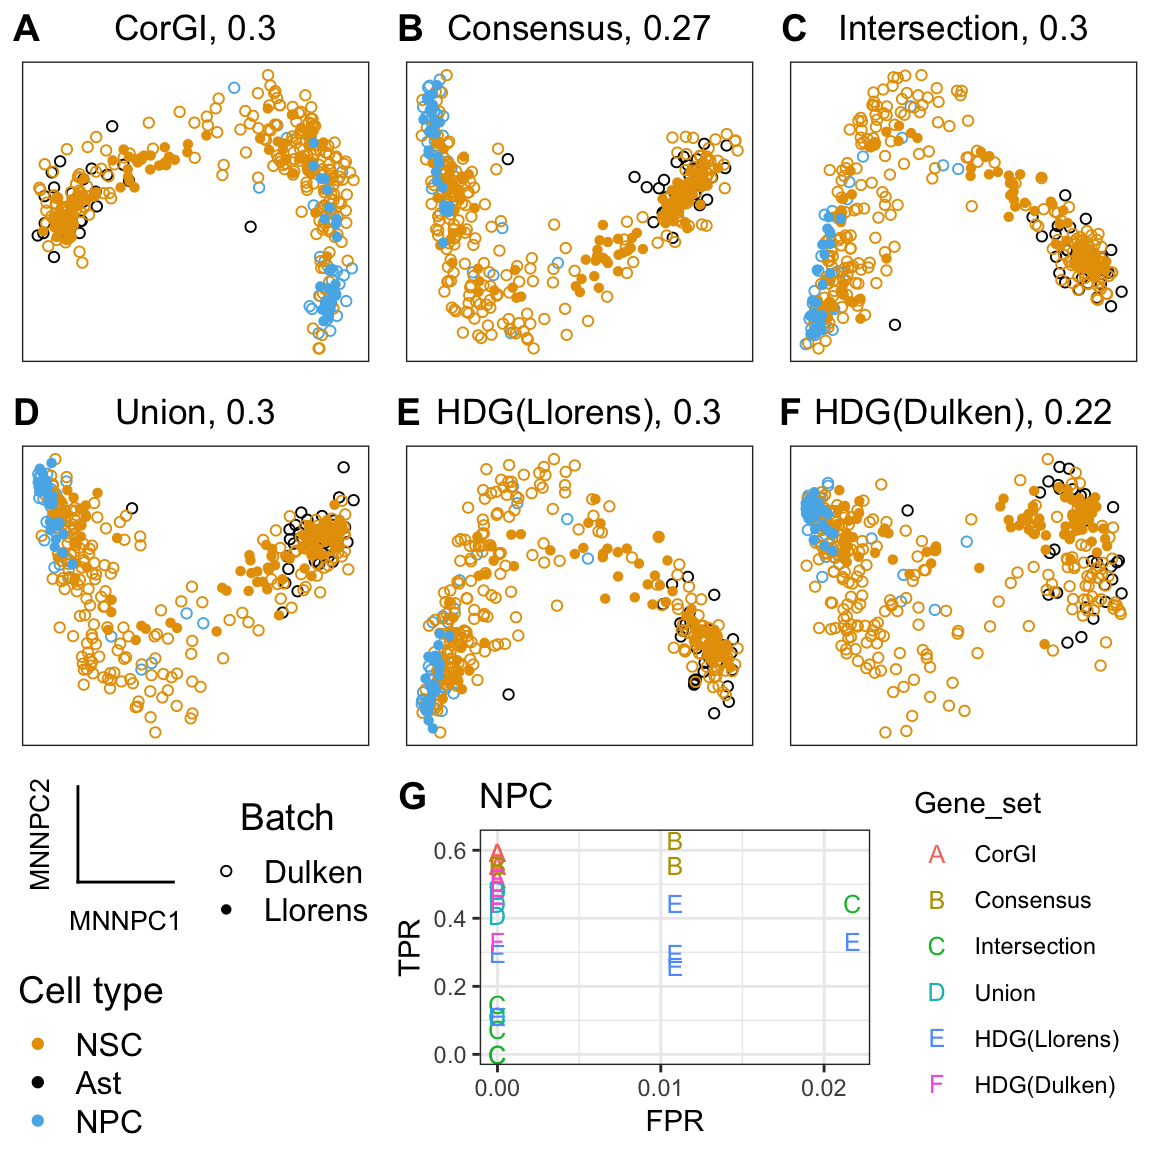 A CorGI, 0.3
B Consensus, 0.27
C Intersection, 0.3
D Union, 0.3
E HDG(Llorens), 0.3
F HDG(Dulken), 0.22
MNNPC2
MNNPC1
Batch
Dulken
Llorens
Cell type
NSC
Ast
NPC
G NPC
TPR
0.6
0.4
0.2
0.0
B
B
E
C
E
E
E
E
E
D
C
C
0.00
0.01
0.02
FPR
Gene_set
A CorGI
B Consensus
C Intersection
D Union
E HDG(Llorens)
F HDG(Dulken)